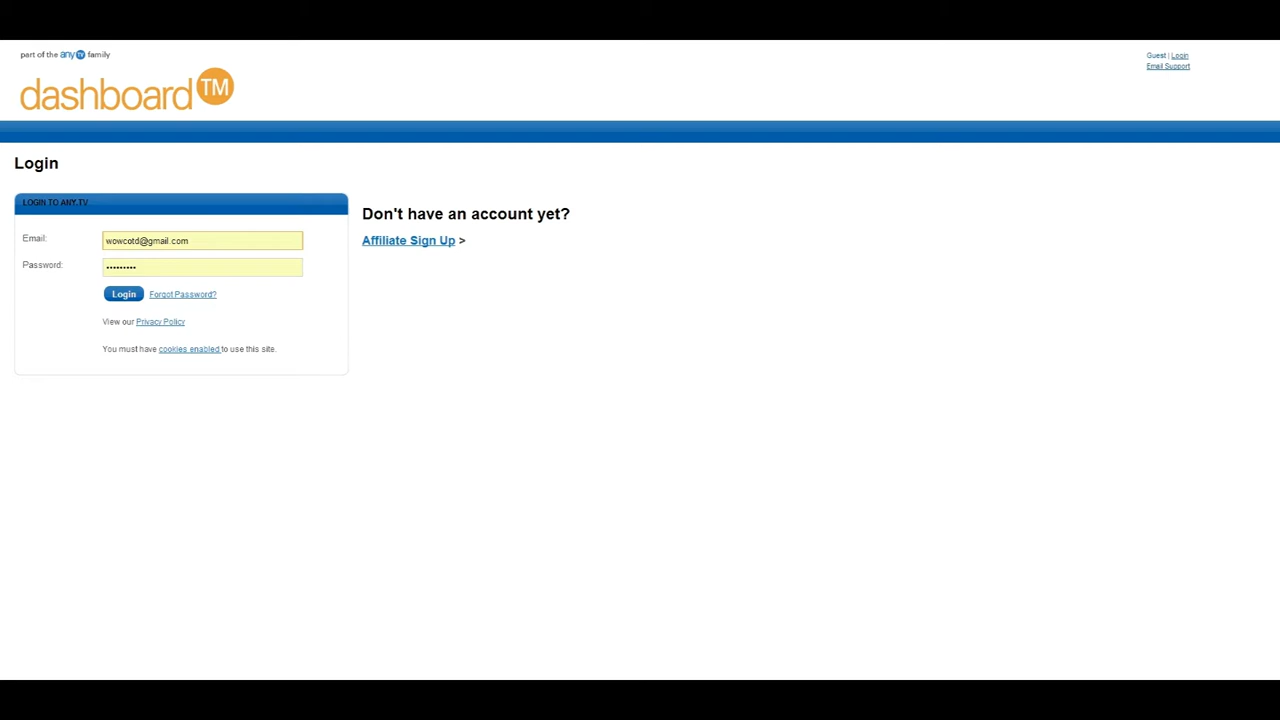 part of the anyTV family
Guest | Login
Email Support
dashboard TM
Login
LOGIN TO ANY.TV
Don't have an account yet?
Email: wowcotd@gmail.com
Affiliate Sign Up >
Password: •••••••••
Login Forgot Password?
View our Privacy Policy
You must have cookies enabled to use this site.